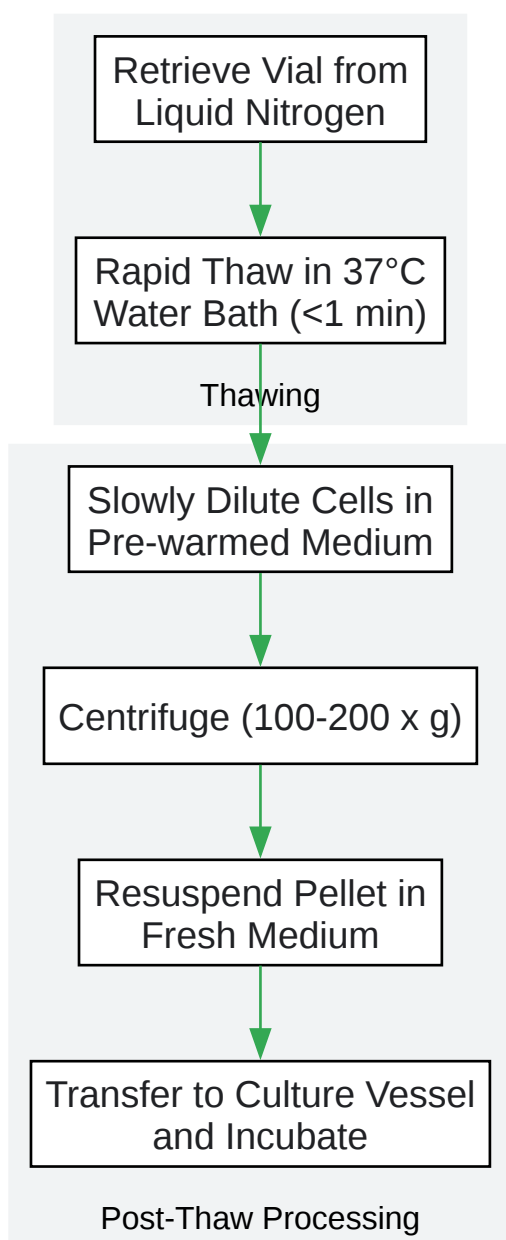 Retrieve Vial from
Liquid Nitrogen
Rapid Thaw in 37°C
Water Bath (<1 min)
Thawing
Slowly Dilute Cells in
Pre-warmed Medium
Centrifuge (100-200 x g)
Resuspend Pellet in
Fresh Medium
Transfer to Culture Vessel
and Incubate
Post-Thaw Processing